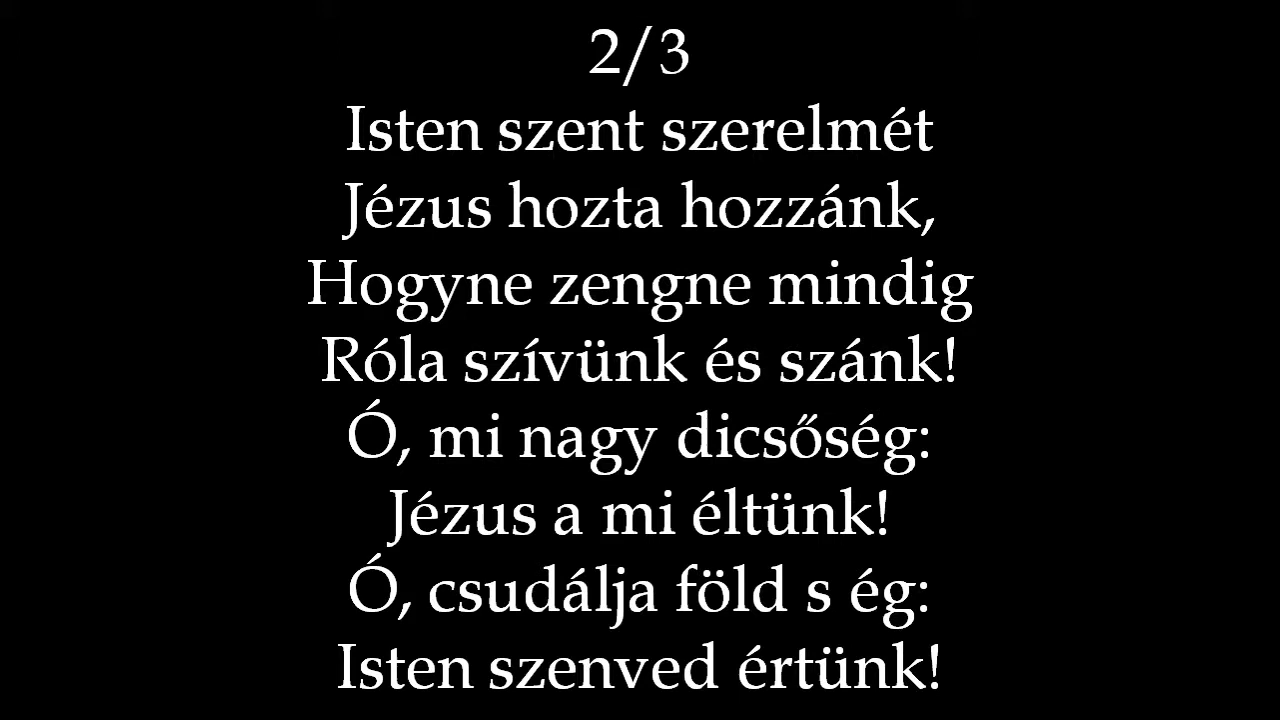 2/3
Isten szent szerelmét
Jézus hozta hozzánk,
Hogyne zengne mindig
Róla szívünk és szánk!
Ó, mi nagy dicsőség:
Jézus a mi éltünk!
Ó, csudálja föld s ég:
Isten szenved értünk!